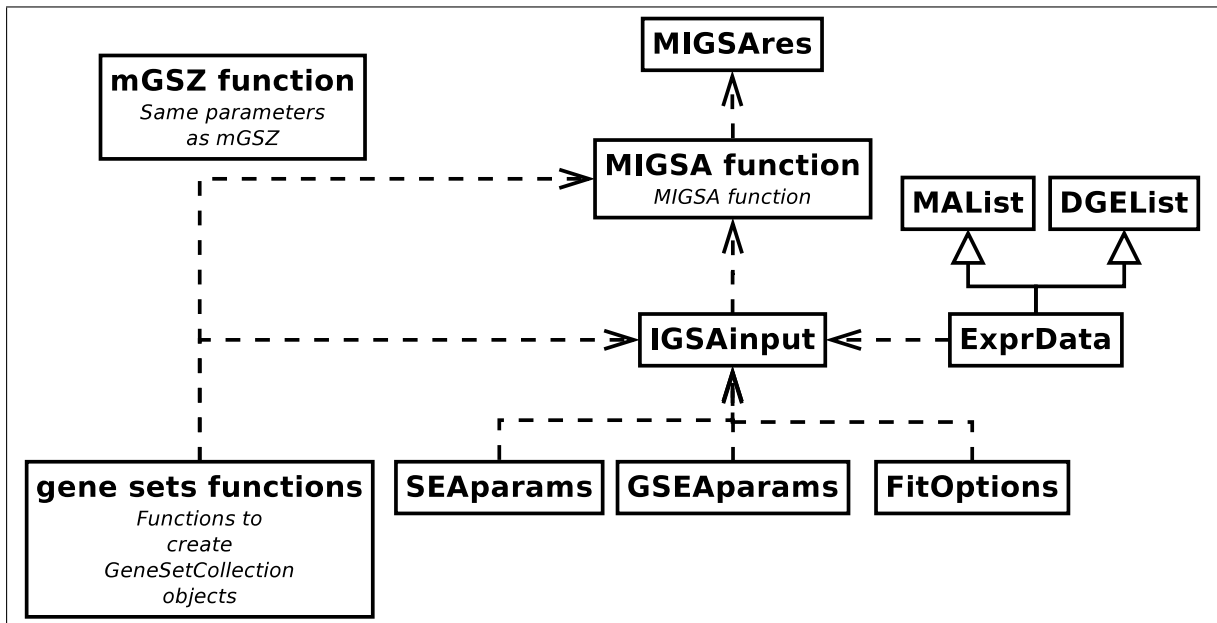 MIGSAres
mGSZ function
Same parameters
as mGSZ
MIGSA function
MIGSA function
MAList
DGEList
IGSAinput
ExprData
SEAparams
GSEAparams
FitOptions
gene sets functions
Functions to
create
GeneSetCollection
objects